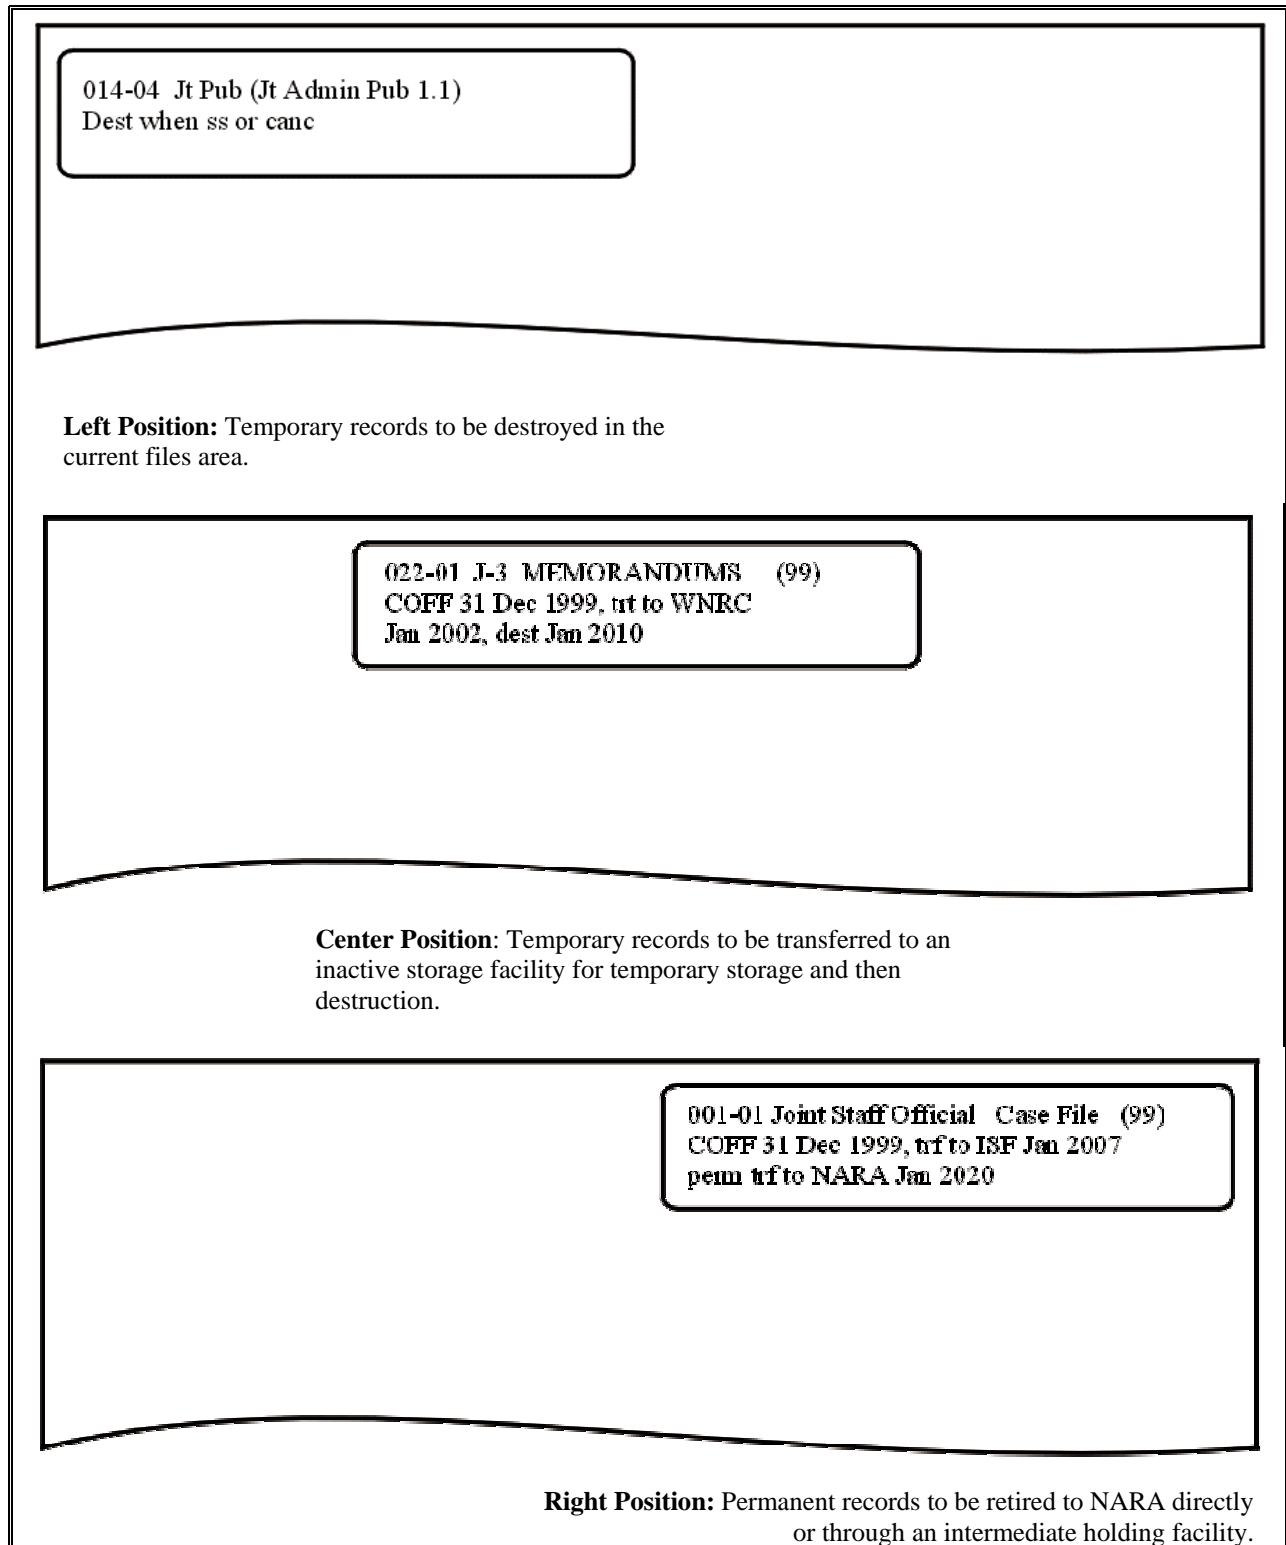 014-04 Jt Pub (Jt Admin Pub 1.1)
Dest when ss or canc
Left Position: Temporary records to be destroyed in the
current files area.
022-01 J-3 MEMORANDUMS (99)
COFF 31 Dec 1999, trt to WNRC
Jan 2002, dest Jan 2010
Center Position: Temporary records to be transferred to an
inactive storage facility for temporary storage and then
destruction.
001-01 Joint Staff Official Case File (99)
COFF 31 Dec 1999, trf to ISF Jan 2007
perm trf to NARA Jan 2020
Right Position: Permanent records to be retired to NARA directly
or through an intermediate holding facility.